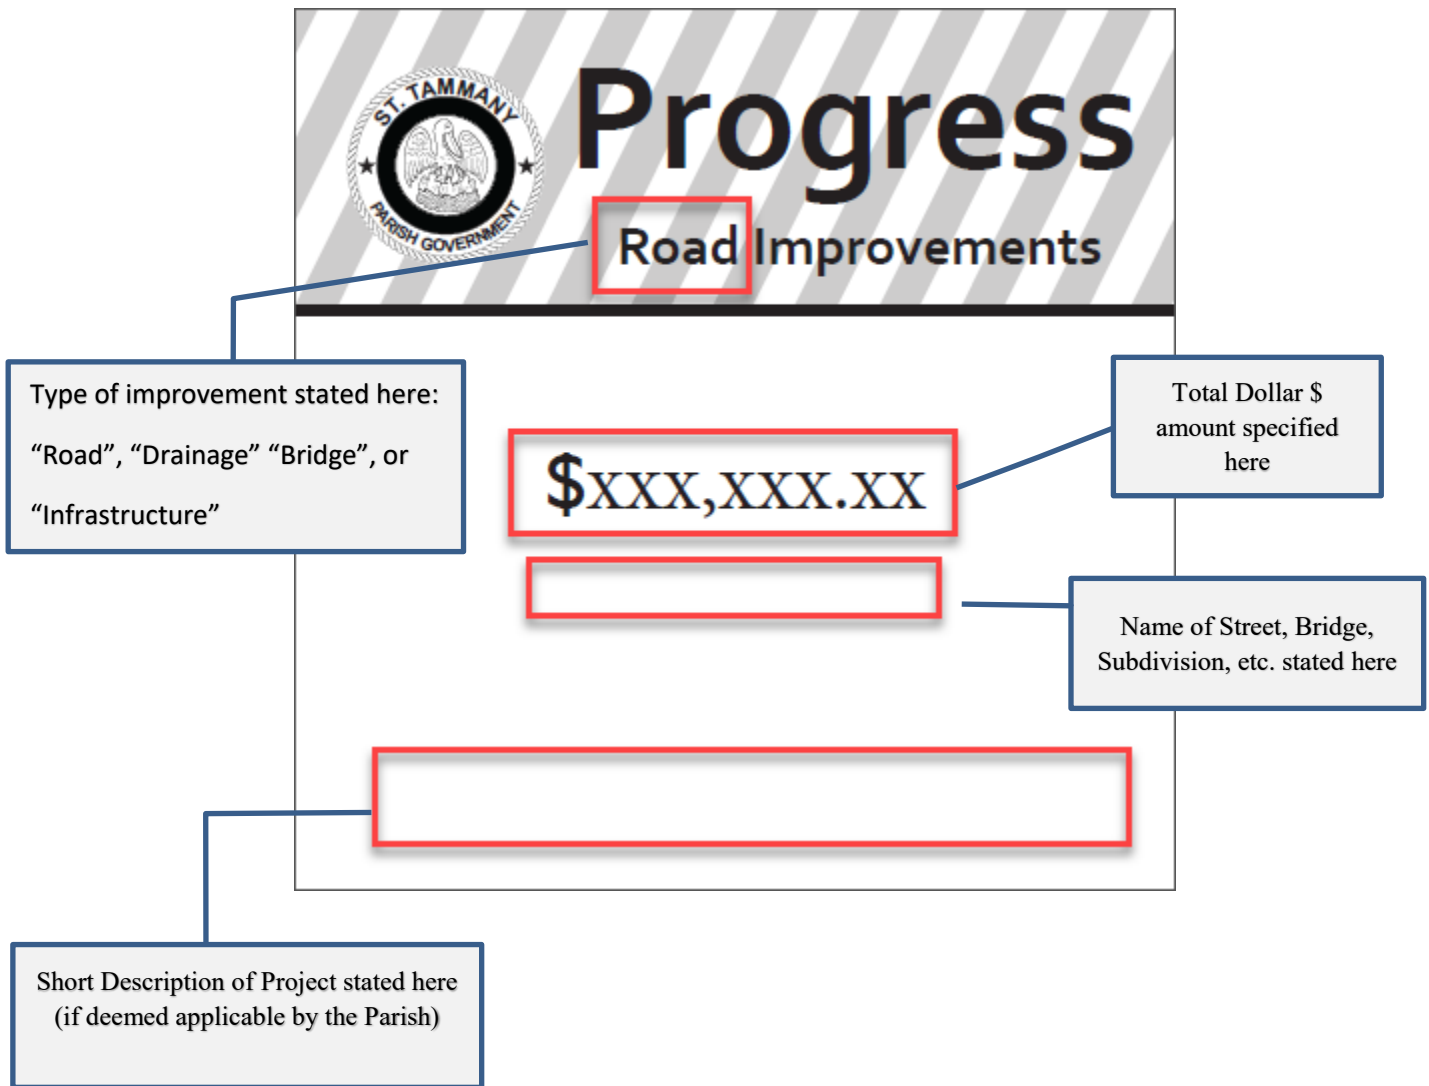 ST. TAMMANY
PARISH GOVERNMENT
Progress
Road Improvements
Type of improvement stated here:
“Road”, “Drainage” “Bridge”, or
“Infrastructure”
Total Dollar $
amount specified
here
$xxx,xxx.xx
Name of Street, Bridge,
Subdivision, etc. stated here
Short Description of Project stated here
(if deemed applicable by the Parish)